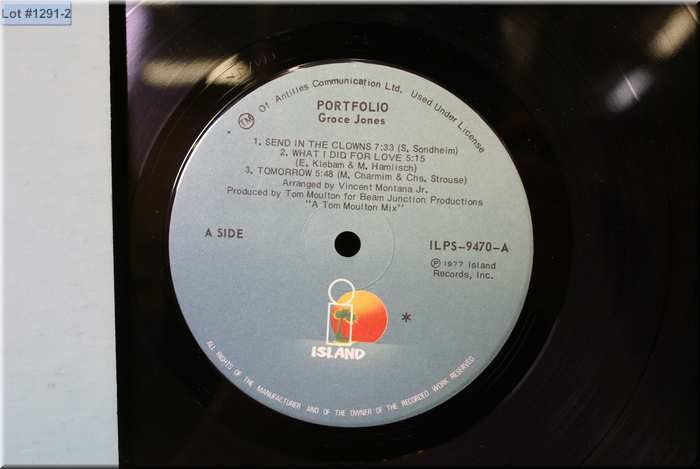 Lot #1291-2
TM Of Antilles Communication Ltd. Used Under License
PORTFOLIO
Grace Jones
1. SEND IN THE CLOWNS 7:33 (S. Sondheim)
2. WHAT I DID FOR LOVE 5:15
(E. Klebam & M. Hamlisch)
3. TOMORROW 5:48 (M. Charmim & Chs. Strouse)
Arranged by Vincent Montana Jr.
Produced by Tom Moulton for Beam Junction Productions
"A Tom Moulton Mix"
A SIDE
ILPS-9470-A
℗ 1977 Island
Records, Inc.
*
ISLAND
ALL RIGHTS OF THE MANUFACTURER AND OF THE OWNER OF THE RECORDED WORK RESERVED